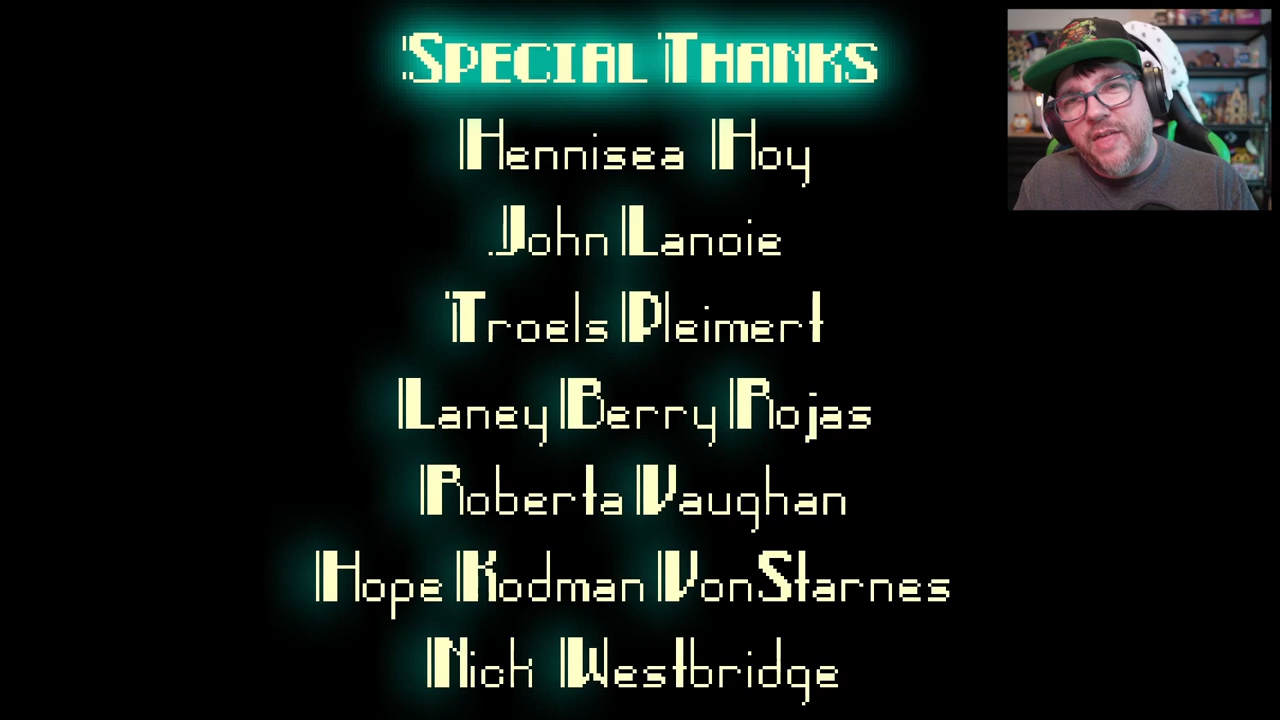 Special Thanks
Hennisea Hoy
John Lanoie
Troels Pleimert
Laney Berry Rojas
Roberta Vaughan
Hope Kodman VonStarnes
Nick Westbridge